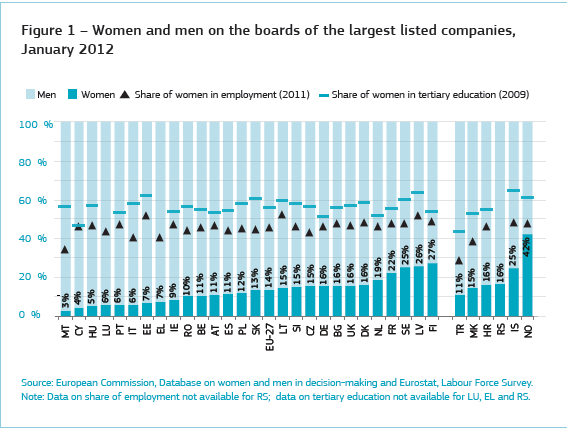 Figure 1 – Women and men on the boards of the largest listed companies,
January 2012
Men Women Share of women in employment (2011) Share of women in tertiary education (2009)
100 %
80 %
60 %
40 %
20 %
0 %
3% 4% 5% 6% 6% 6% 7% 7% 9% 10% 11% 11% 11% 12% 13% 14% 15% 15% 15% 16% 16% 16% 16% 19% 22% 25% 26% 27% 11% 15% 16% 16% 25% 42%
MT CY HU LU PT IT EE EL IE RO BE AT ES PL SK EU-27 LT SI CZ DE BG UK DK NL FR SE LV FI TR MK HR RS IS NO
Source: European Commission, Database on women and men in decision-making and Eurostat, Labour Force Survey.
Note: Data on share of employment not available for RS; data on tertiary education not available for LU, EL and RS.